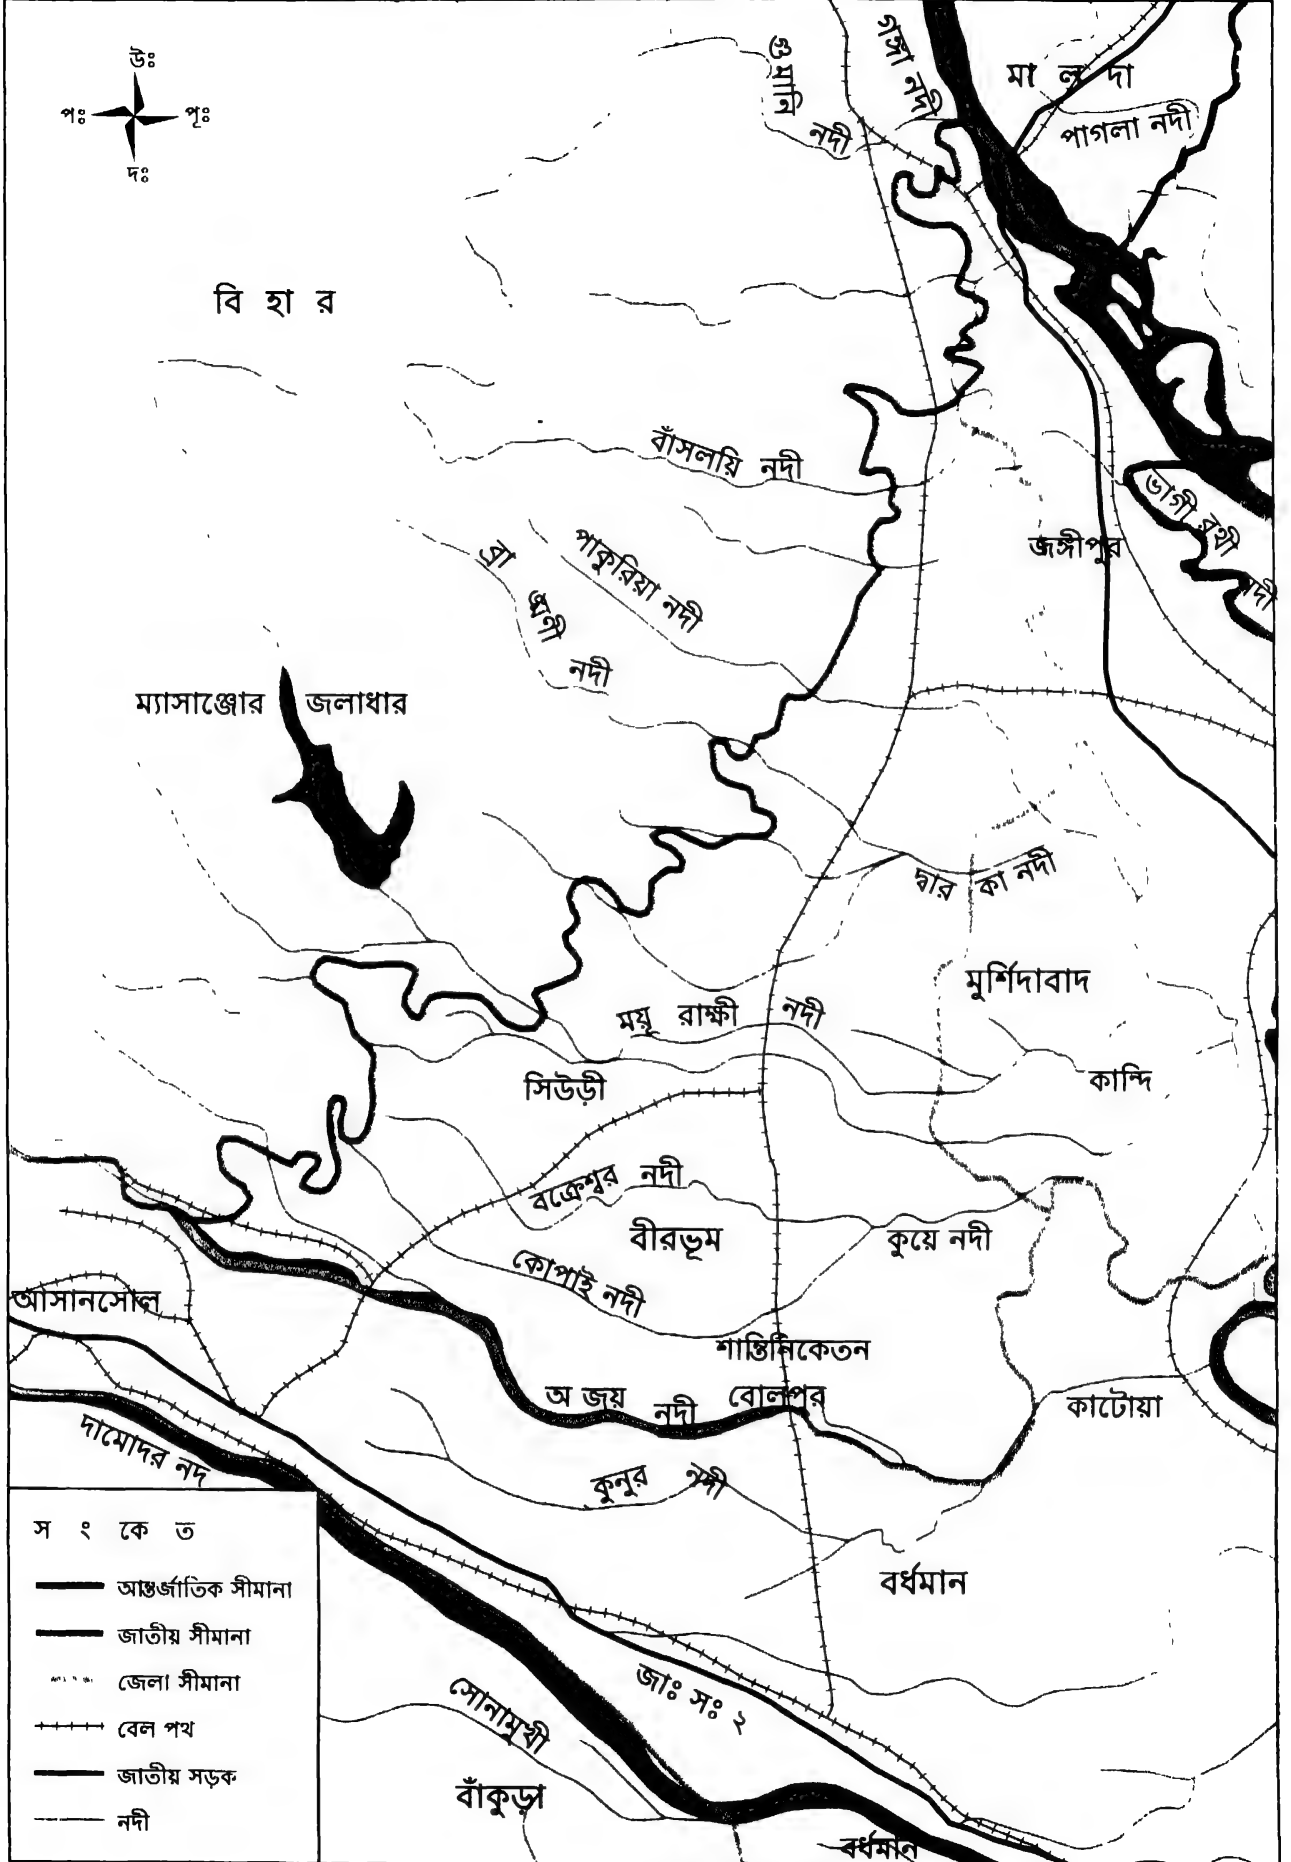 উঃ
পঃ
পূঃ
দঃ
গুমানি নদী
গঙ্গা নদী
মা ল দা
পাগলা নদী
বি হা র
বাঁসলয়ি নদী
ভাগীরথী নদী
জঙ্গীপুর
ব্রাহ্মণী নদী
পাকুরিয়া নদী
ম্যাসাঞ্জোর জলাধার
দ্বারকা নদী
মুর্শিদাবাদ
ময়ূরাক্ষী নদী
সিউড়ী
কান্দি
বক্রেশ্বর নদী
বীরভূম
কুয়ে নদী
কোপাই নদী
আসানসোল
শান্তিনিকেতন
অজয় নদী
বোলপুর
কাটোয়া
দামোদর নদ
কুনুর নদী
বর্ধমান
স ং কে ত
আন্তর্জাতিক সীমানা
জাতীয় সীমানা
জেলা সীমানা
বেল পথ
জাতীয় সড়ক
নদী
জাঃ সঃ ২
সোনামুখী
বাঁকুড়া
বর্ধমান